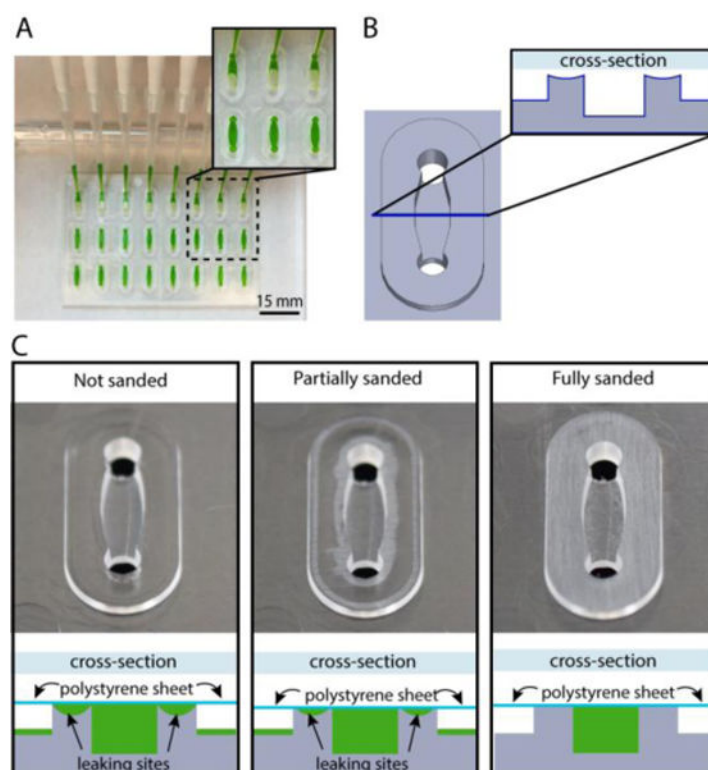 A
15 mm
B
cross-section
C
Not sanded
Partially sanded
Fully sanded
cross-section
cross-section
cross-section
polystyrene sheet
polystyrene sheet
polystyrene sheet
leaking sites
leaking sites